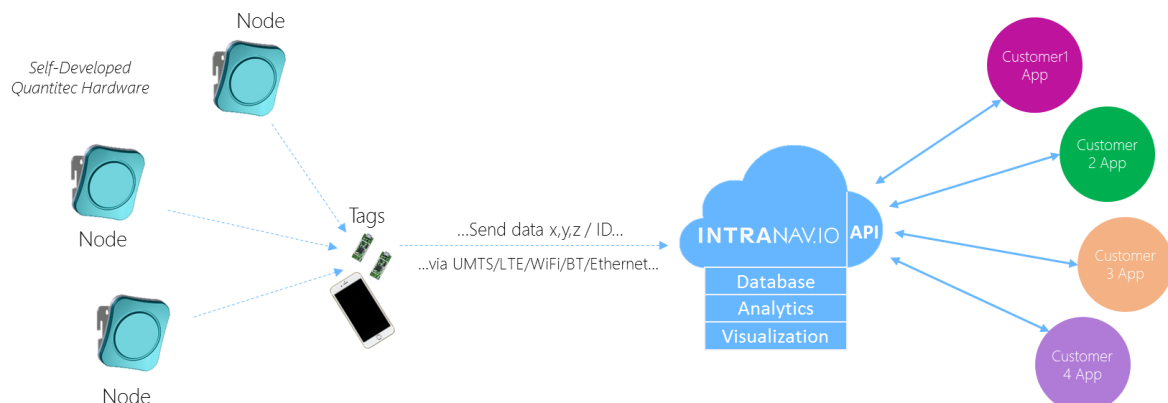 Node
Self-Developed
Quantitec Hardware
Node
Node
Tags
...Send data x,y,z / ID...
...via UMTS/LTE/WiFi/BT/Ethernet...
INTRANAV.IO
API
Database
Analytics
Visualization
Customer1
App
Customer
2 App
Customer
3 App
Customer
4 App